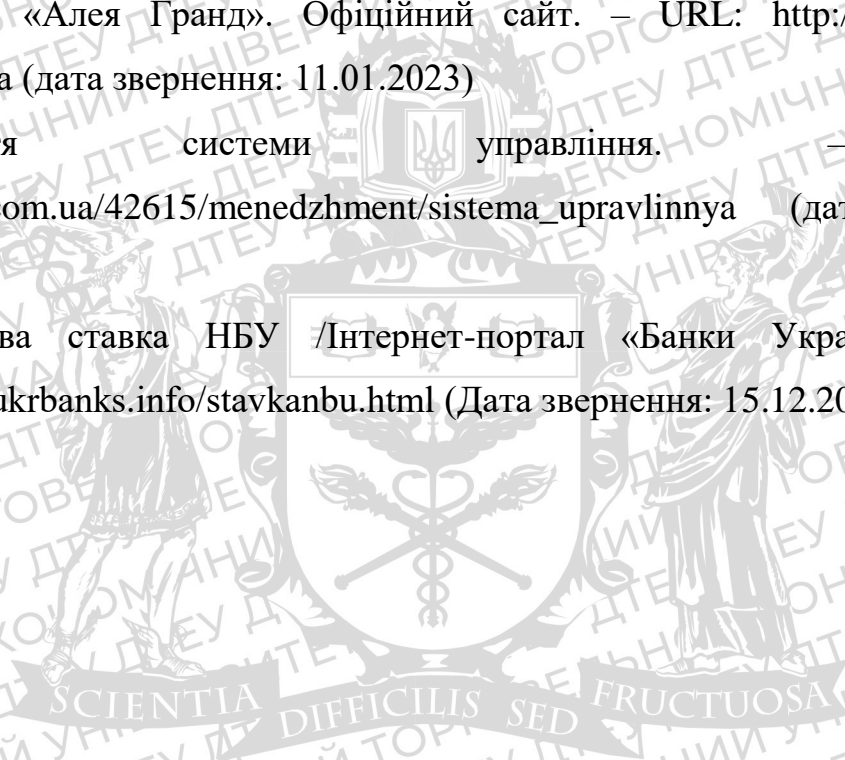 «Алея Гранд». Офіційний сайт. – URL: http:/
а (дата звернення: 11.01.2023)
я системи управління. –
com.ua/42615/menedzhment/sistema_upravlinnya (дат
ва ставка НБУ /Інтернет-портал «Банки Укра
ukrbanks.info/stavkanbu.html (Дата звернення: 15.12.20
SCIENTIA DIFFICILIS SED FRUCTUOSA